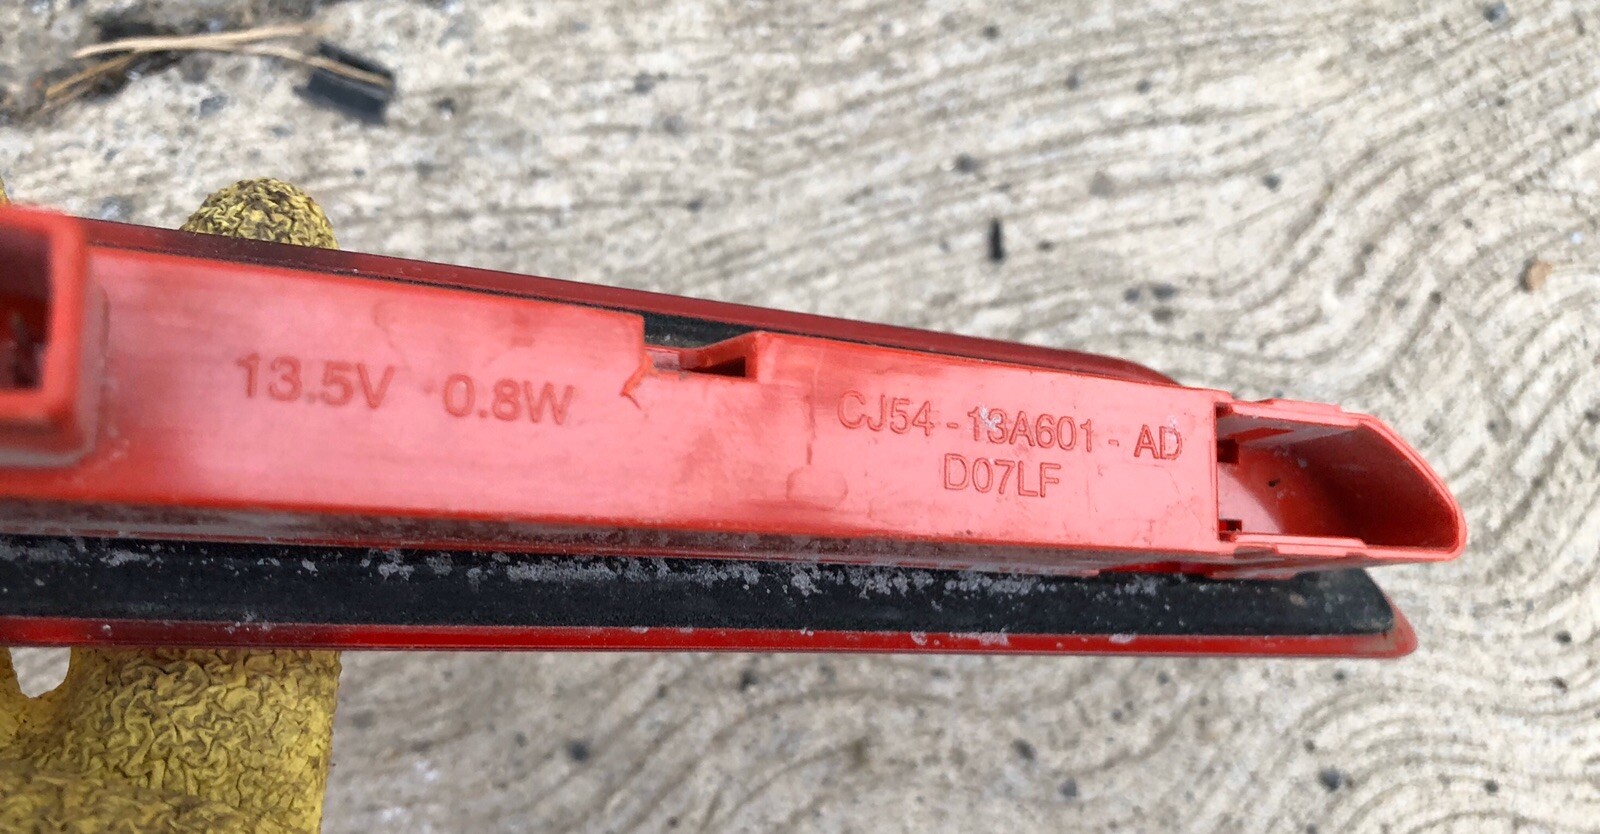 13.5V 0.8W
CJ54 - 13A601 - AD
D07LF